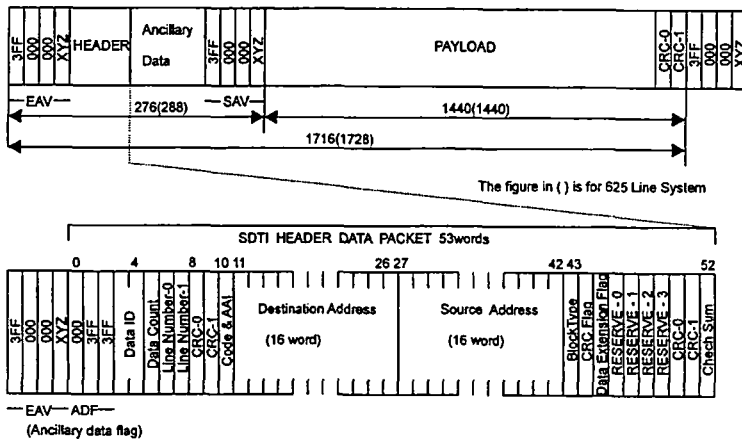 3FF 000 000 XYZ HEADER Ancillary Data 3FF 000 000 XYZ PAYLOAD CRC-0 CRC-1 3FF 000 000 XYZ
EAV SAV
276(288) 1440(1440)
1716(1728)
The figure in ( ) is for 625 Line System
SDTI HEADER DATA PACKET 53words
0 4 8 10 11 26 27 42 43 52
3FF 000 000 XYZ 000 3FF 3FF Data ID Data Count Line Number-0 Line Number-1 CRC-0 CRC-1 Code & AAI Destination Address (16 word) Source Address (16 word) BlockType CRC Flag Data Extension Flag RESERVE - 0 RESERVE - 1 RESERVE - 2 RESERVE - 3 CRC-0 CRC-1 Chech Sum
EAV ADF
(Ancillary data flag)